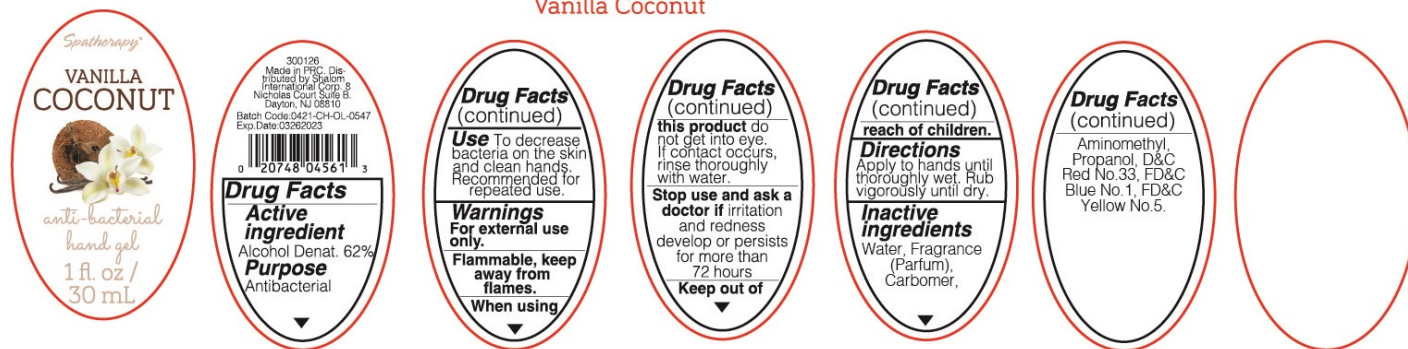 Vanilla Coconut
Spatherapy®
VANILLA
COCONUT
anti-bacterial
hand gel
1 fl. oz /
30 mL
300126
Made in PRC. Dis-
tributed by Shalom
International Corp. 8
Nicholas Court Suite B.
Dayton, NJ 08810
Batch Code:0421-CH-OL-0547
Exp.Date:03262023
0 20748 04561 3
Drug Facts
Active
ingredient
Alcohol Denat. 62%
Purpose
Antibacterial
Drug Facts
(continued)
Use To decrease
bacteria on the skin
and clean hands.
Recommended for
repeated use.
Warnings
For external use
only.
Flammable, keep
away from
flames.
When using
Drug Facts
(continued)
this product do
not get into eye.
If contact occurs,
rinse thoroughly
with water.
Stop use and ask a
doctor if irritation
and redness
develop or persists
for more than
72 hours
Keep out of
Drug Facts
(continued)
reach of children.
Directions
Apply to hands until
thoroughly wet. Rub
vigorously until dry.
Inactive
ingredients
Water, Fragrance
(Parfum),
Carbomer,
Drug Facts
(continued)
Aminomethyl,
Propanol, D&C
Red No.33, FD&C
Blue No.1, FD&C
Yellow No.5.